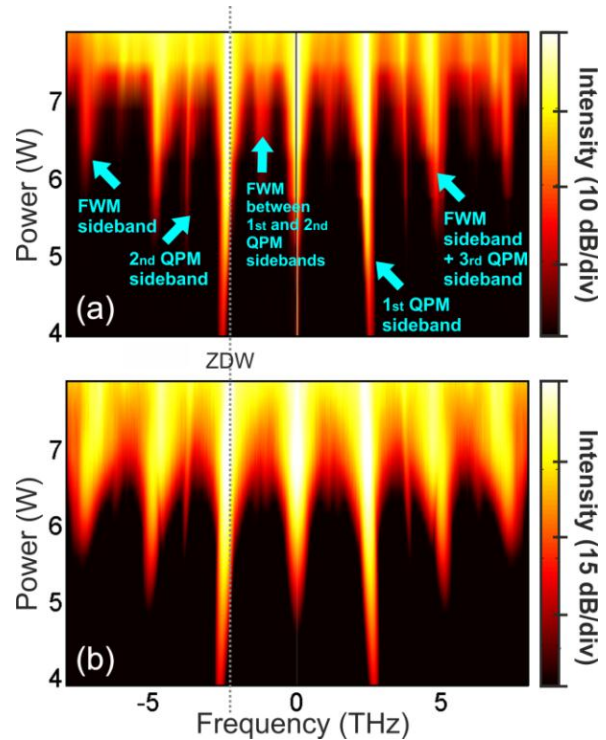 7
6
5
4
Power (W)
FWM
sideband
2nd QPM
sideband
FWM
between
1st and 2nd
QPM
sidebands
1st QPM
sideband
FWM
sideband
+ 3rd QPM
sideband
(a)
Intensity (10 dB/div)
ZDW
7
6
5
4
Power (W)
(b)
Intensity (15 dB/div)
-5
0
5
Frequency (THz)